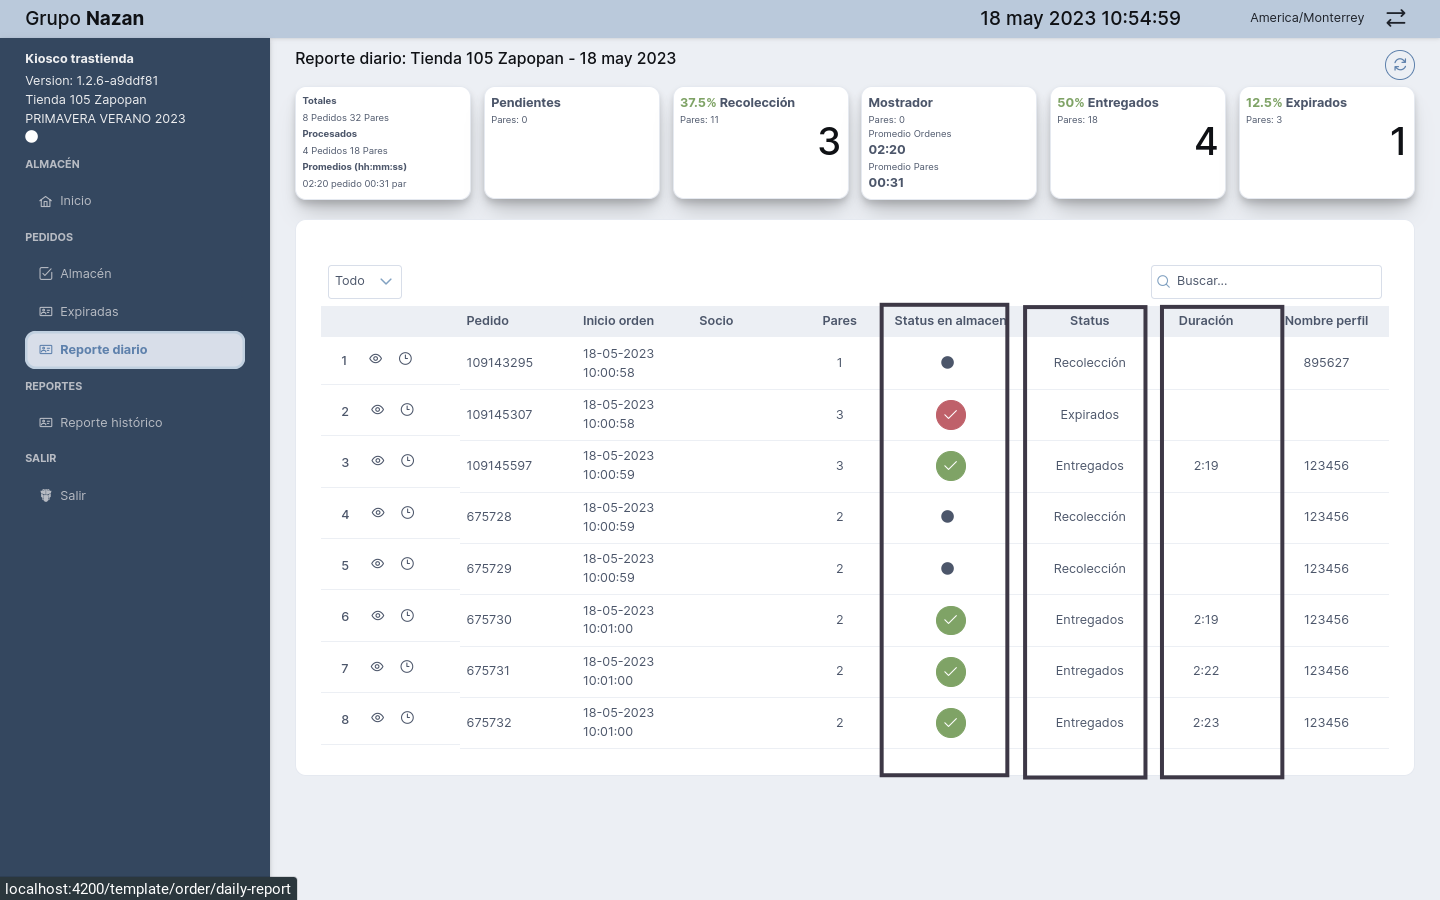 Grupo Nazan
18 may 2023 10:54:59
America/Monterrey
Kiosco trastienda
Version: 1.2.6-a9ddf81
Tienda 105 Zapopan
PRIMAVERA VERANO 2023
ALMACÉN
Inicio
PEDIDOS
Almacén
Expiradas
Reporte diario
REPORTES
Reporte histórico
SALIR
Salir
Reporte diario: Tienda 105 Zapopan - 18 may 2023
Totales
8 Pedidos 32 Pares
Procesados
4 Pedidos 18 Pares
Promedios (hh:mm:ss)
02:20 pedido 00:31 par
Pendientes
Pares: 0
37.5% Recolección
Pares: 11
3
Mostrador
Pares: 0
Promedio Ordenes
02:20
Promedio Pares
00:31
50% Entregados
Pares: 18
4
12.5% Expirados
Pares: 3
1
Todo
Buscar...
Pedido Inicio orden Socio Pares Status en almacen Status Duración Nombre perfil
1 109143295 18-05-2023 10:00:58 1 Recolección 895627
2 109145307 18-05-2023 10:00:58 3 Expirados
3 109145597 18-05-2023 10:00:59 3 Entregados 2:19 123456
4 675728 18-05-2023 10:00:59 2 Recolección 123456
5 675729 18-05-2023 10:00:59 2 Recolección 123456
6 675730 18-05-2023 10:01:00 2 Entregados 2:19 123456
7 675731 18-05-2023 10:01:00 2 Entregados 2:22 123456
8 675732 18-05-2023 10:01:00 2 Entregados 2:23 123456
localhost:4200/template/order/daily-report